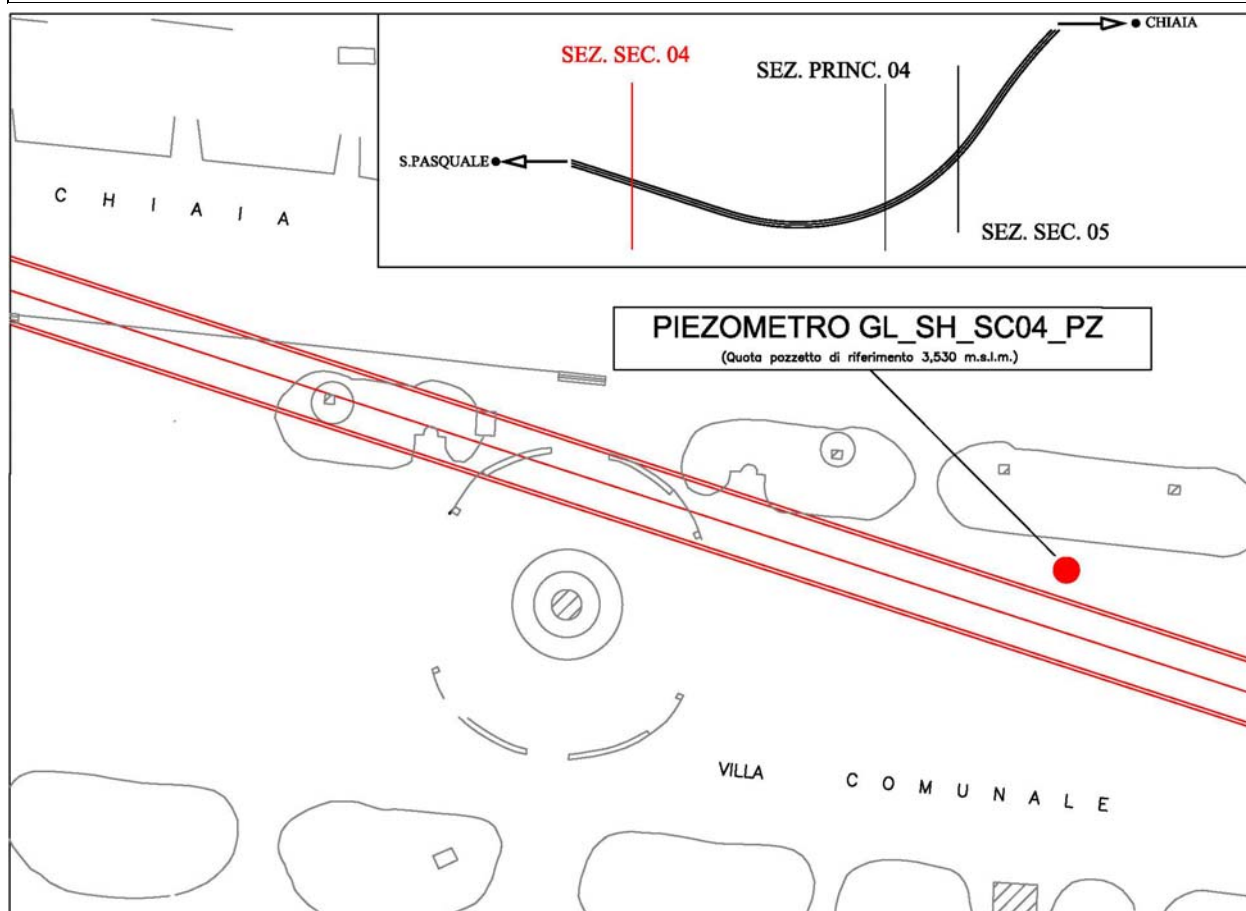 CHIAIA
SEZ. SEC. 04
SEZ. PRINC. 04
S.PASQUALE
SEZ. SEC. 05
C H I A I A
PIEZOMETRO GL_SH_SC04_PZ
(Quota pozzetto di riferimento 3,530 m.s.l.m.)
VILLA C O M U N A L E